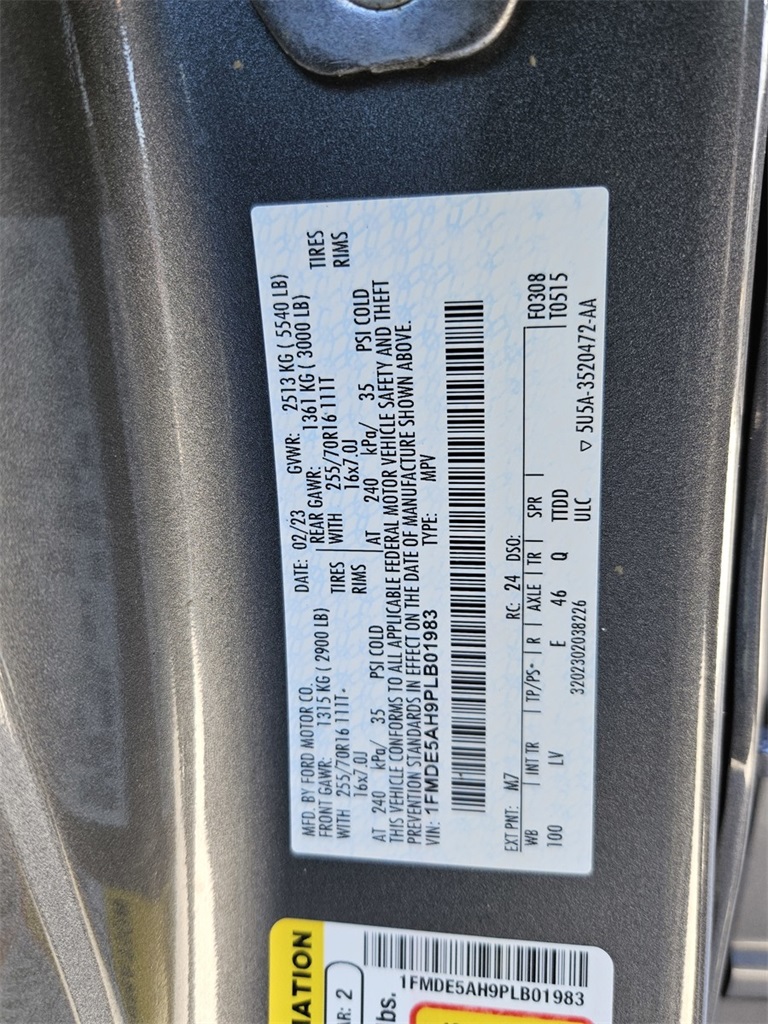 MFD. BY FORD MOTOR CO.
DATE: 02/23 GVWR: 2513 KG ( 5540 LB)
FRONT GAWR: 1315 KG ( 2900 LB) REAR GAWR: 1361 KG ( 3000 LB)
WITH 255/70R16 111T- TIRES WITH 255/70R16 111T TIRES
16x7.0J RIMS 16x7.0J RIMS
AT 240 kPa/ 35 PSI COLD AT 240 kPa/ 35 PSI COLD
THIS VEHICLE CONFORMS TO ALL APPLICABLE FEDERAL MOTOR VEHICLE SAFETY AND THEFT
PREVENTION STANDARDS IN EFFECT ON THE DATE OF MANUFACTURE SHOWN ABOVE.
VIN: 1FMDE5AH9PLB01983 TYPE: MPV
EXT PNT: M7 RC: 24 DSO: F0308
WB INT TR TP/PS- R AXLE TR SPR T0515
100 LV E 46 Q TTDD
3202302038226 ULC ▽ 5U5A-3520472-AA
MATION
AR: 2
bs.
1FMDE5AH9PLB01983